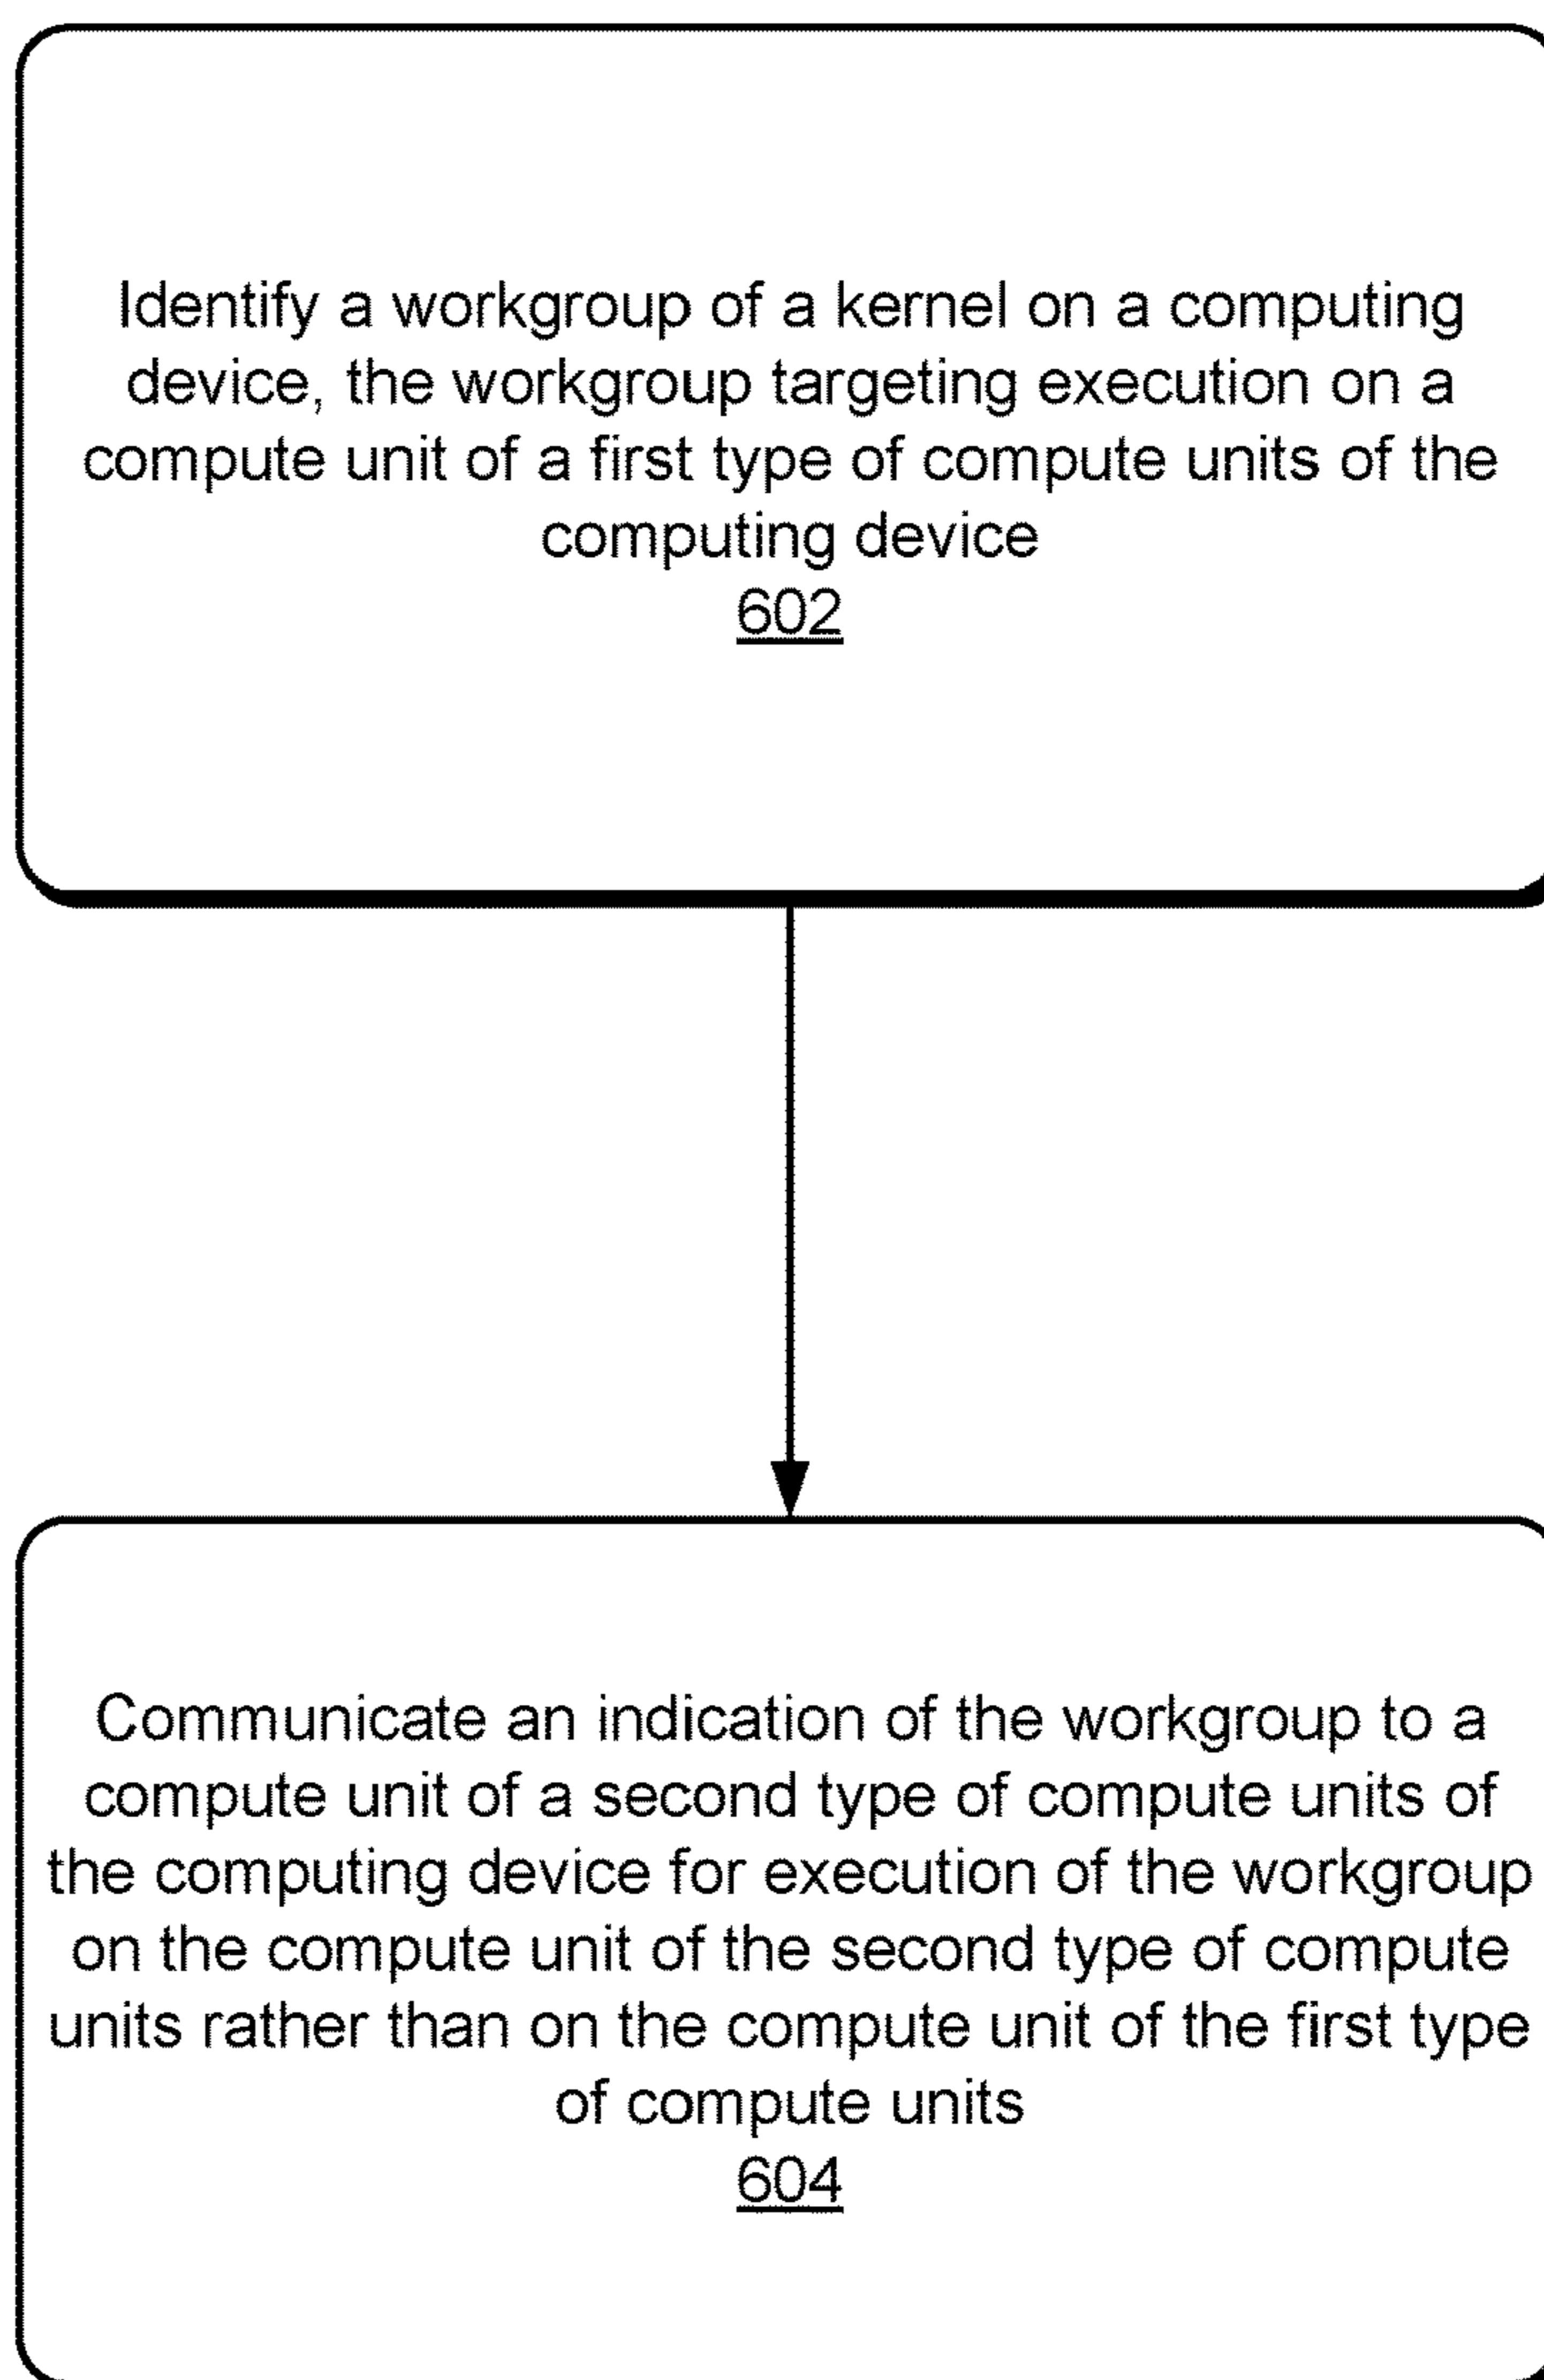 Identify a workgroup of a kernel on a computing
device, the workgroup targeting execution on a
compute unit of a first type of compute units of the
computing device
602
Communicate an indication of the workgroup to a
compute unit of a second type of compute units of
the computing device for execution of the workgroup
on the compute unit of the second type of compute
units rather than on the compute unit of the first type
of compute units
604